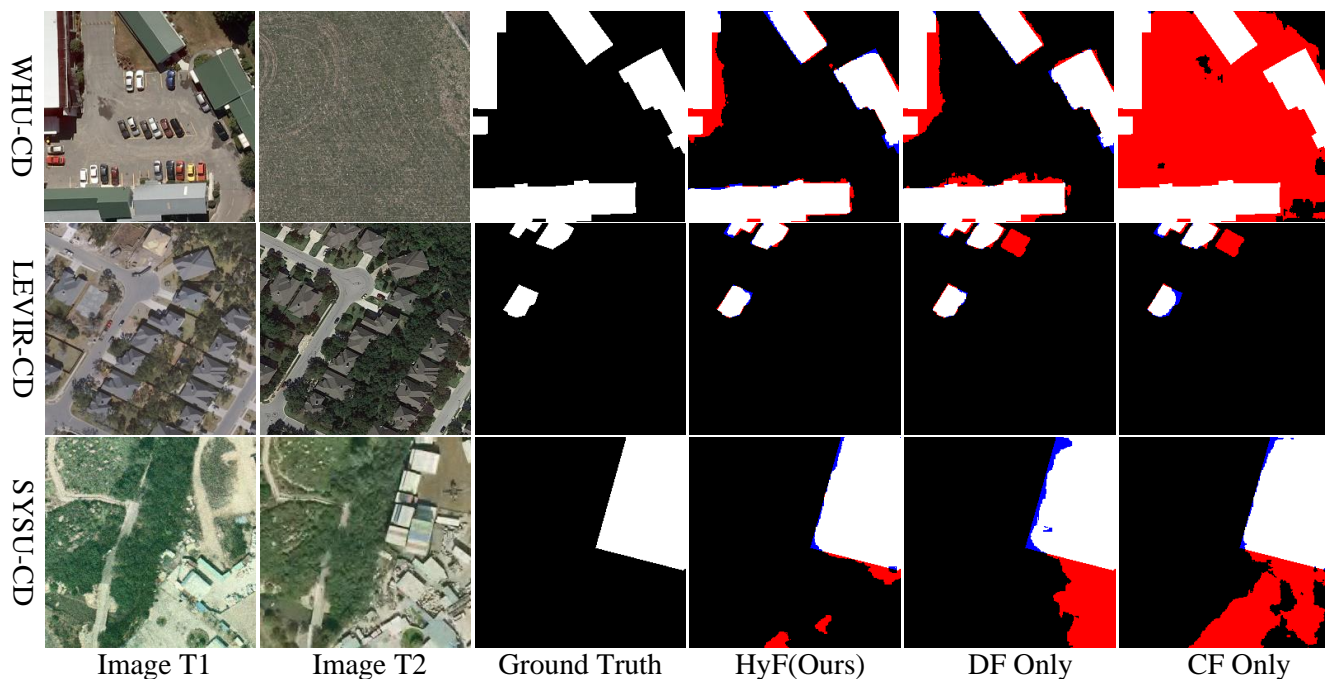 WHU-CD
LEVIR-CD
SYSU-CD
Image T1
Image T2
Ground Truth
HyF(Ours)
DF Only
CF Only